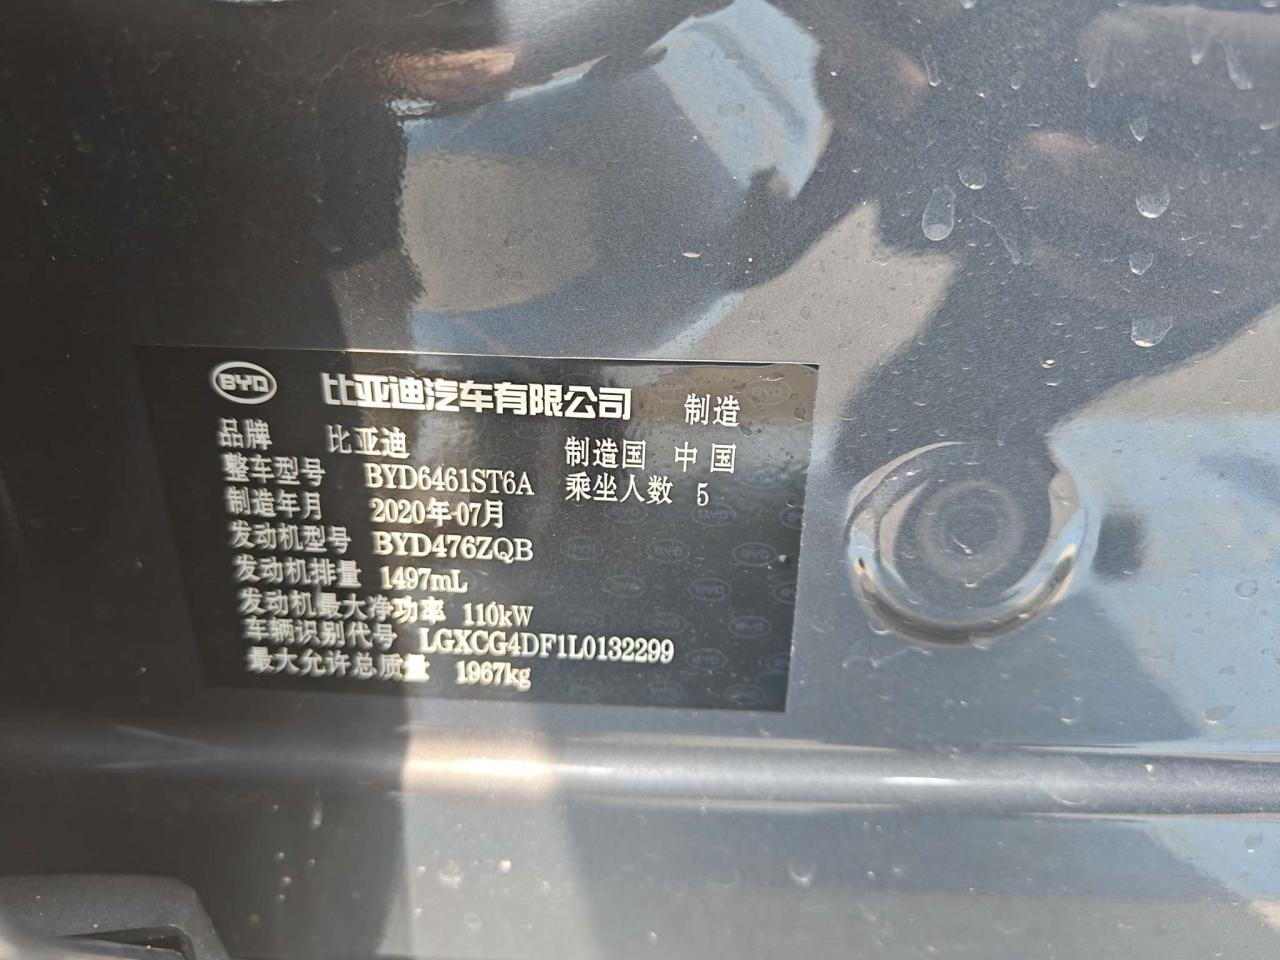 BYD 比亚迪汽车有限公司 制造
品牌 比亚迪 制造国 中国
整车型号 BYD6461ST6A 乘坐人数 5
制造年月 2020年07月
发动机型号 BYD476ZQB
发动机排量 1497mL
发动机最大净功率 110kW
车辆识别代号 LGXCG4DF1L0132299
最大允许总质量 1967kg